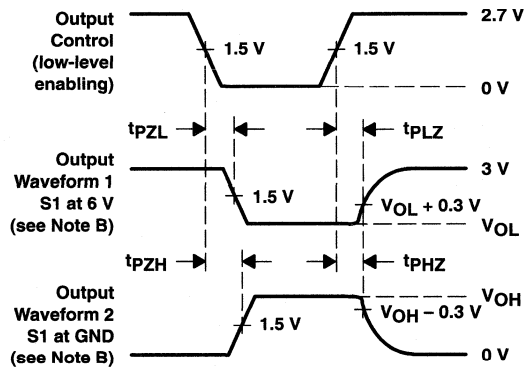 Output
Control
(low-level
enabling)
1.5 V
1.5 V
2.7 V
0 V
tPZL
tPLZ
Output
Waveform 1
S1 at 6 V
(see Note B)
1.5 V
3 V
VOL + 0.3 V
VOL
tPZH
tPHZ
Output
Waveform 2
S1 at GND
(see Note B)
1.5 V
VOH
VOH − 0.3 V
0 V